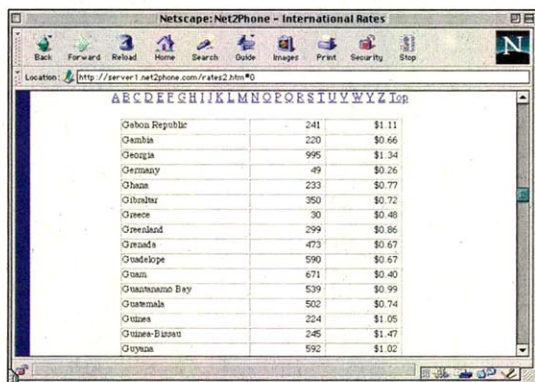 Netscape: Net2Phone - International Rates
Back Forward Reload Home Search Guide Images Print Security Stop
N
Location: http://server1.net2phone.com/rates2.htm#G
A B C D E F G H I J K L M N O P Q R S T U V W Y Z Top
Gabon Republic 241 $1.11
Gambia 220 $0.66
Georgia 995 $1.34
Germany 49 $0.26
Ghana 233 $0.77
Gibraltar 350 $0.72
Greece 30 $0.48
Greenland 299 $0.86
Grenada 473 $0.67
Guadelope 590 $0.67
Guam 671 $0.40
Guantanamo Bay 539 $0.99
Guatemala 502 $0.74
Guinea 224 $1.05
Guinea-Bissau 245 $1.47
Guyana 592 $1.02